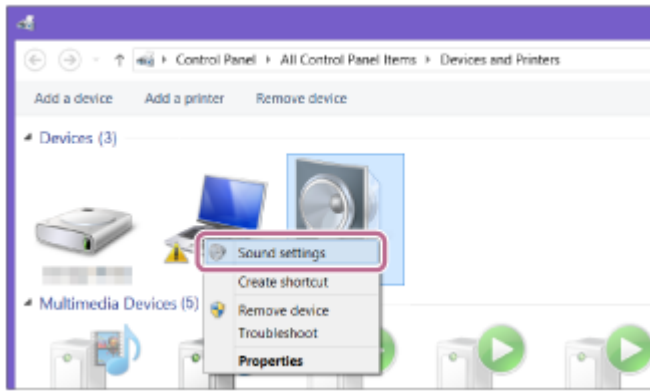 Control Panel › All Control Panel Items › Devices and Printers
Add a device Add a printer Remove device
Devices (3)
Sound settings
Create shortcut
Multimedia Devices (5)
Remove device
Troubleshoot
Properties